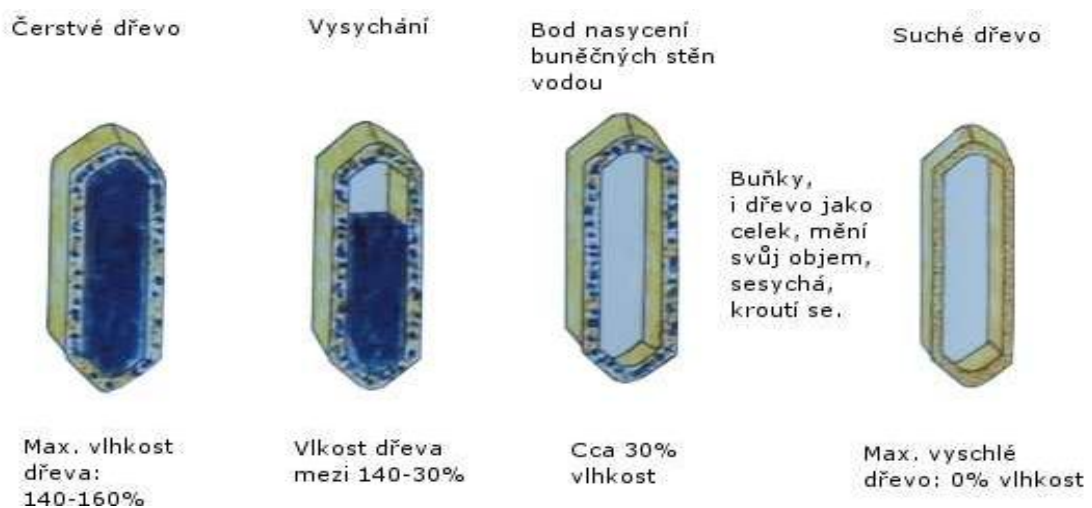 Čerstvé dřevo
Vysychání
Bod nasycení
buněčných stěn
vodou
Suché dřevo
Buňky,
i dřevo jako
celek, mění
svůj objem,
sesychá,
kroutí se.
Max. vlhkost
dřeva:
140-160%
Vlkost dřeva
mezi 140-30%
Cca 30%
vlhkost
Max. vyschlé
dřevo: 0% vlhkost